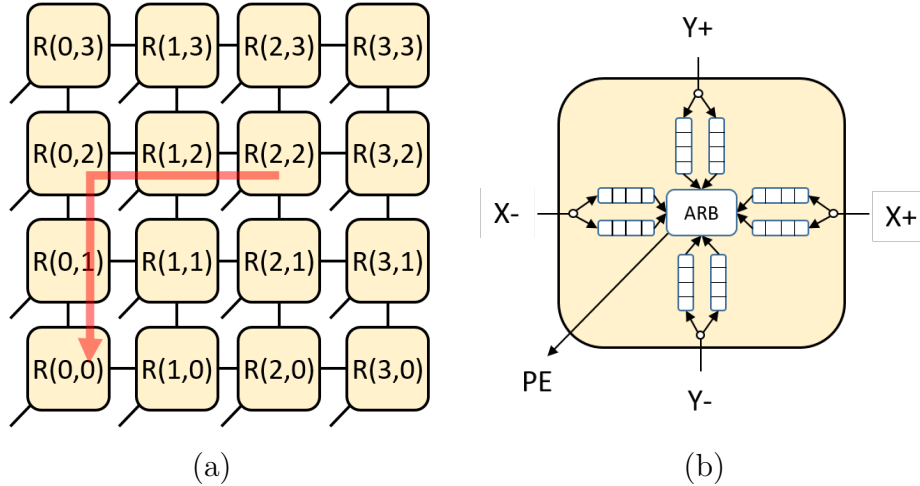 R(0,3) R(1,3) R(2,3) R(3,3)
R(0,2) R(1,2) R(2,2) R(3,2)
R(0,1) R(1,1) R(2,1) R(3,1)
R(0,0) R(1,0) R(2,0) R(3,0)
(a)
Y+
X- ARB X+
PE
Y-
(b)